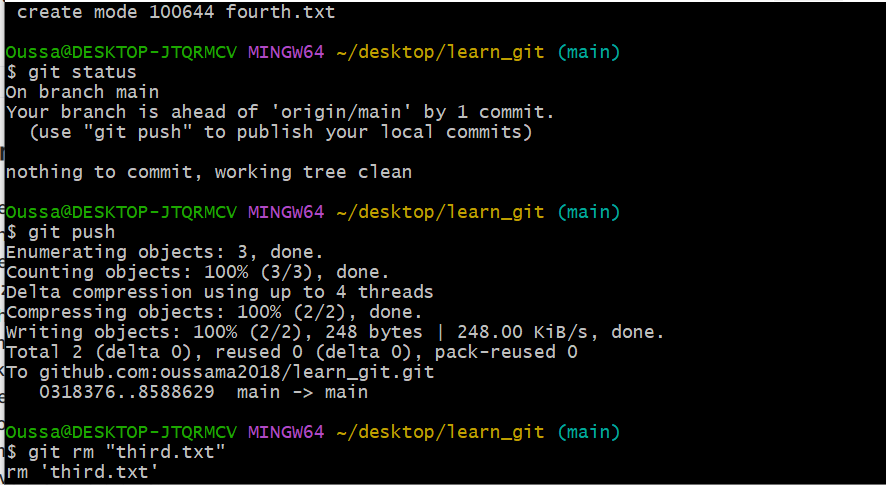 create mode 100644 fourth.txt
Oussa@DESKTOP-JTQRMCV MINGW64 ~/desktop/learn_git (main)
$ git status
On branch main
Your branch is ahead of 'origin/main' by 1 commit.
(use "git push" to publish your local commits)
nothing to commit, working tree clean
Oussa@DESKTOP-JTQRMCV MINGW64 ~/desktop/learn_git (main)
$ git push
Enumerating objects: 3, done.
Counting objects: 100% (3/3), done.
Delta compression using up to 4 threads
Compressing objects: 100% (2/2), done.
Writing objects: 100% (2/2), 248 bytes | 248.00 KiB/s, done.
Total 2 (delta 0), reused 0 (delta 0), pack-reused 0
To github.com:oussama2018/learn_git.git
0318376..8588629 main -> main
Oussa@DESKTOP-JTQRMCV MINGW64 ~/desktop/learn_git (main)
$ git rm "third.txt"
rm 'third.txt'